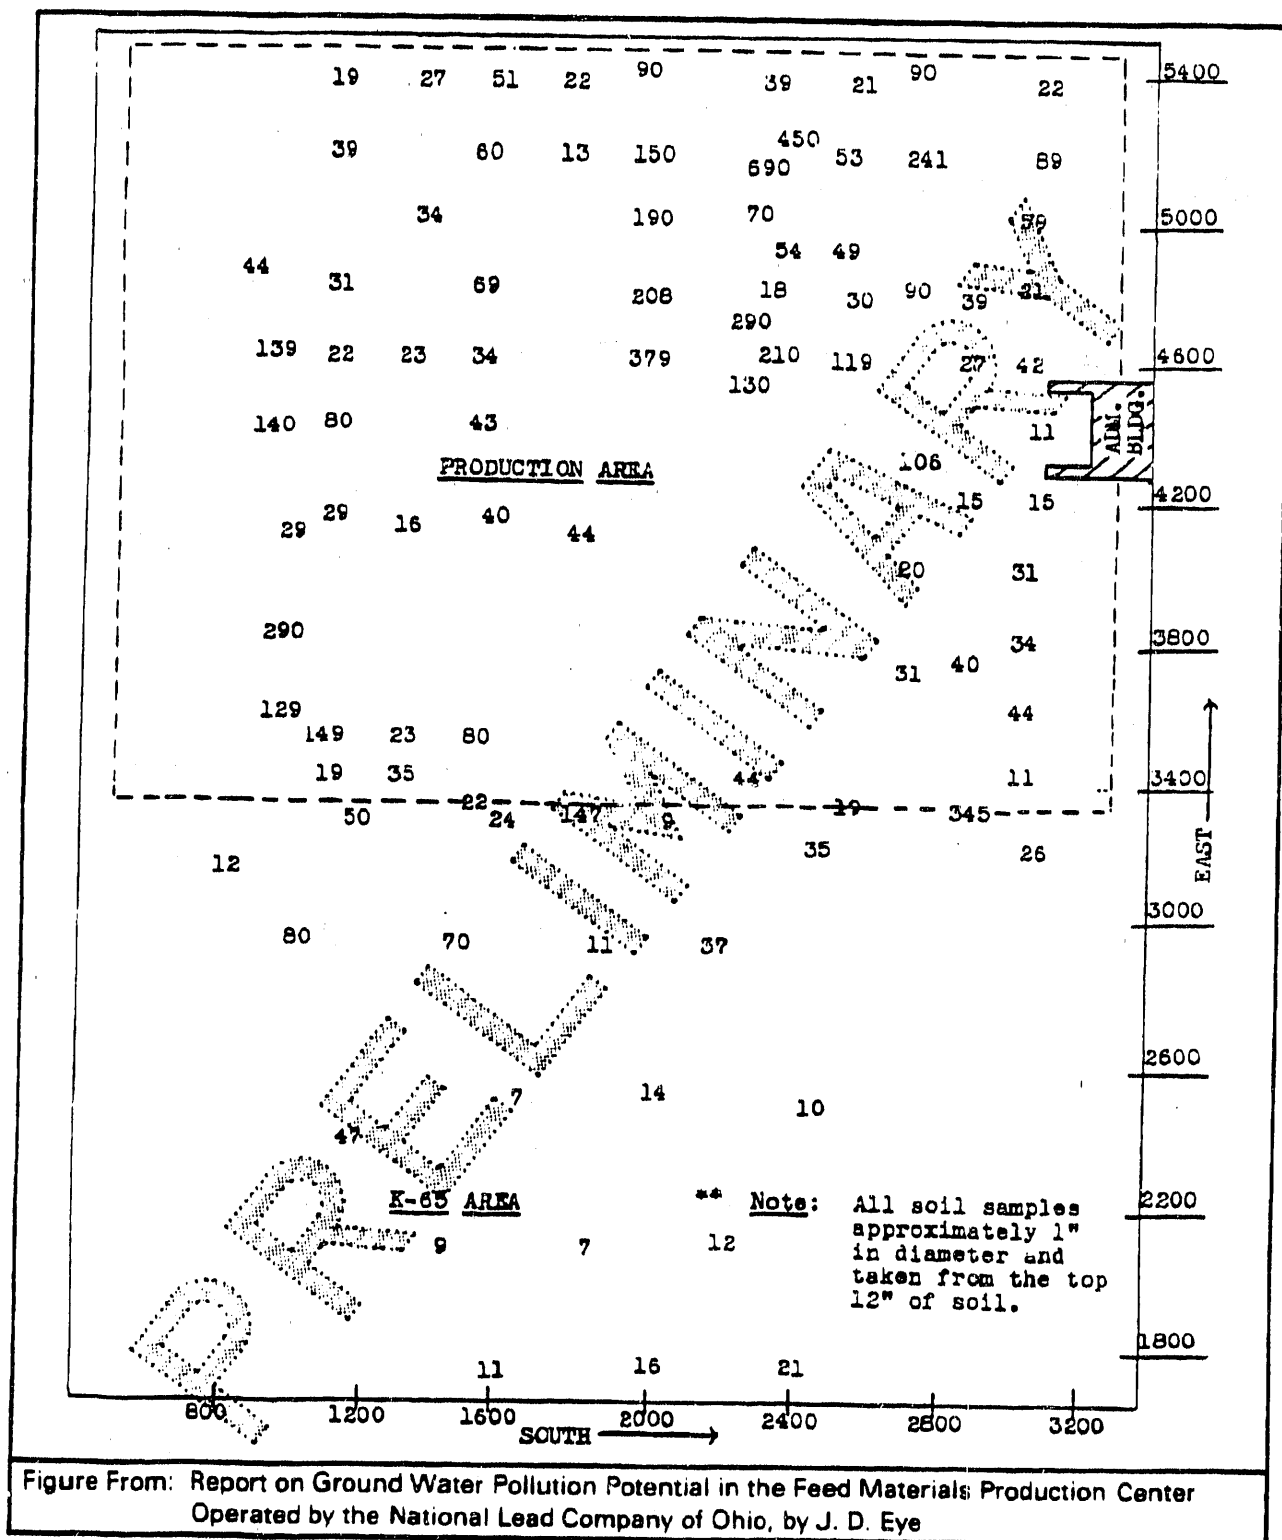 19 27 51 22 90 39 21 90 22 5400
39 60 13 150 450 53 241 89
690
34 190 70 59 5000
54 49
44 31 69 208 18 30 90 39 21
290
139 22 23 34 379 210 119 27 42 4600
130
140 80 43 11 ADM. BLDG.
PRODUCTION AREA 106
29 29 16 40 44 15 15 4200
20 31
290 34 3800
31 40
129 44
149 23 80
19 35 44 11 3400
22 19
50 24 147 9 345
12 35 26 EAST
80 70 11 37 3000
2600
7 14 10
47
K-65 AREA ** Note: All soil samples 2200
approximately 1"
9 7 12 in diameter and
taken from the top
12" of soil.
1800
11 16 21
800 1200 1600 2000 2400 2800 3200
SOUTH
PRELIMINARY
Figure From: Report on Ground Water Pollution Potential in the Feed Materials Production Center
Operated by the National Lead Company of Ohio, by J. D. Eye